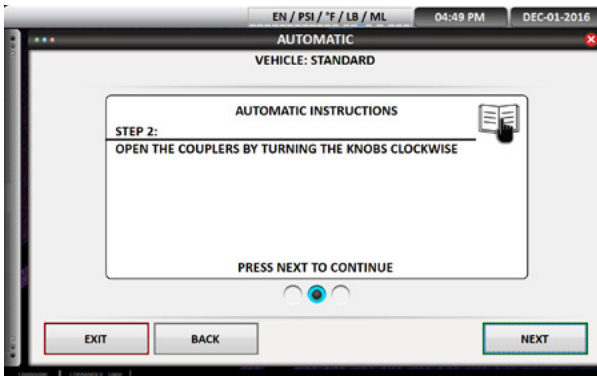 EN / PSI / °F / LB / ML 04:49 PM DEC-01-2016
AUTOMATIC
VEHICLE: STANDARD
AUTOMATIC INSTRUCTIONS
STEP 2:
OPEN THE COUPLERS BY TURNING THE KNOBS CLOCKWISE
PRESS NEXT TO CONTINUE
EXIT BACK NEXT